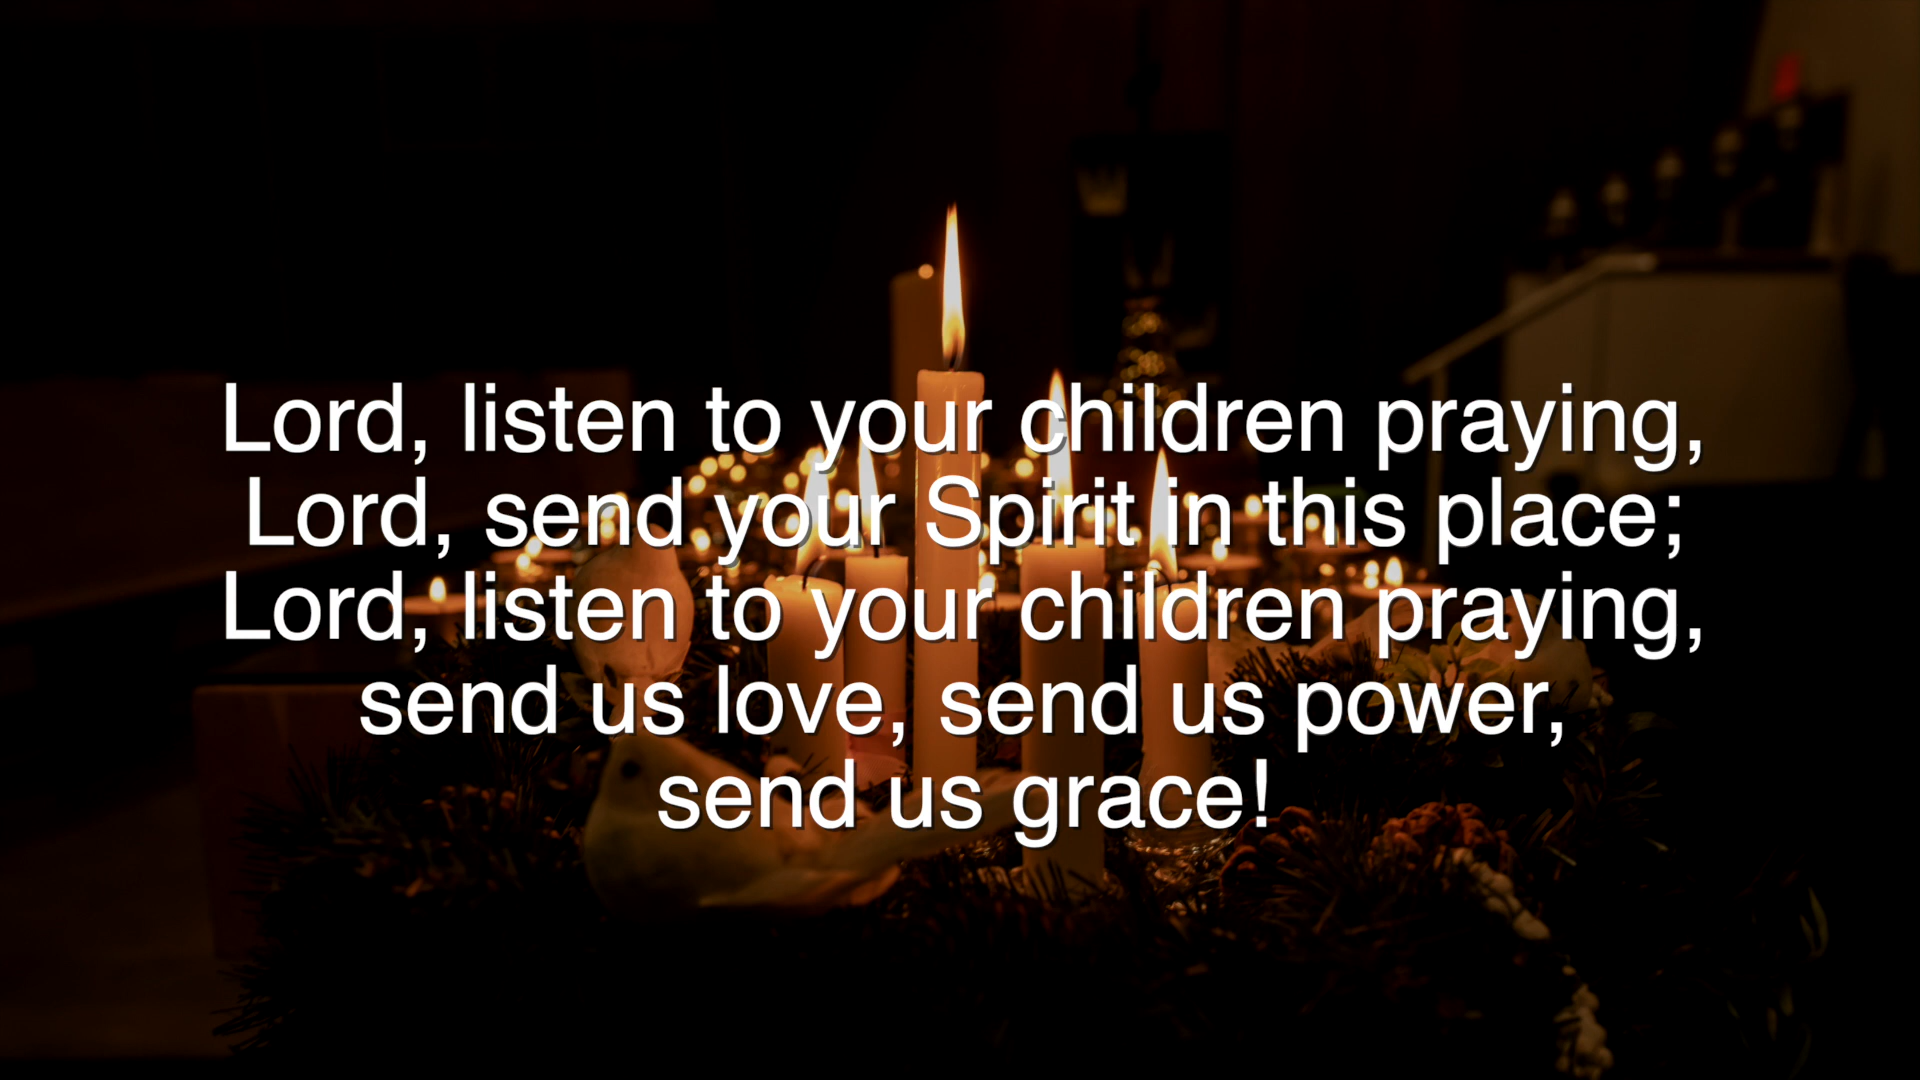 Lord, listen to your children praying,
Lord, send your Spirit in this place;
Lord, listen to your children praying,
send us love, send us power,
send us grace!